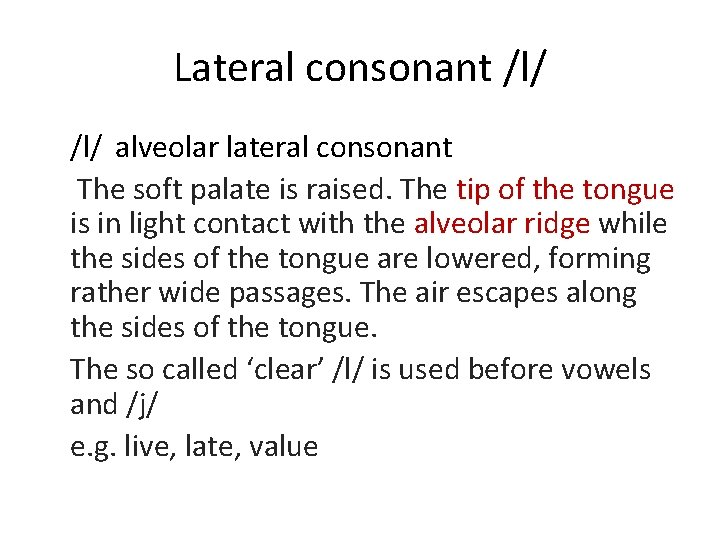 Lateral consonant /l/
/l/ alveolar lateral consonant
The soft palate is raised. The tip of the tongue
is in light contact with the alveolar ridge while
the sides of the tongue are lowered, forming
rather wide passages. The air escapes along
the sides of the tongue.
The so called ‘clear’ /l/ is used before vowels
and /j/
e. g. live, late, value